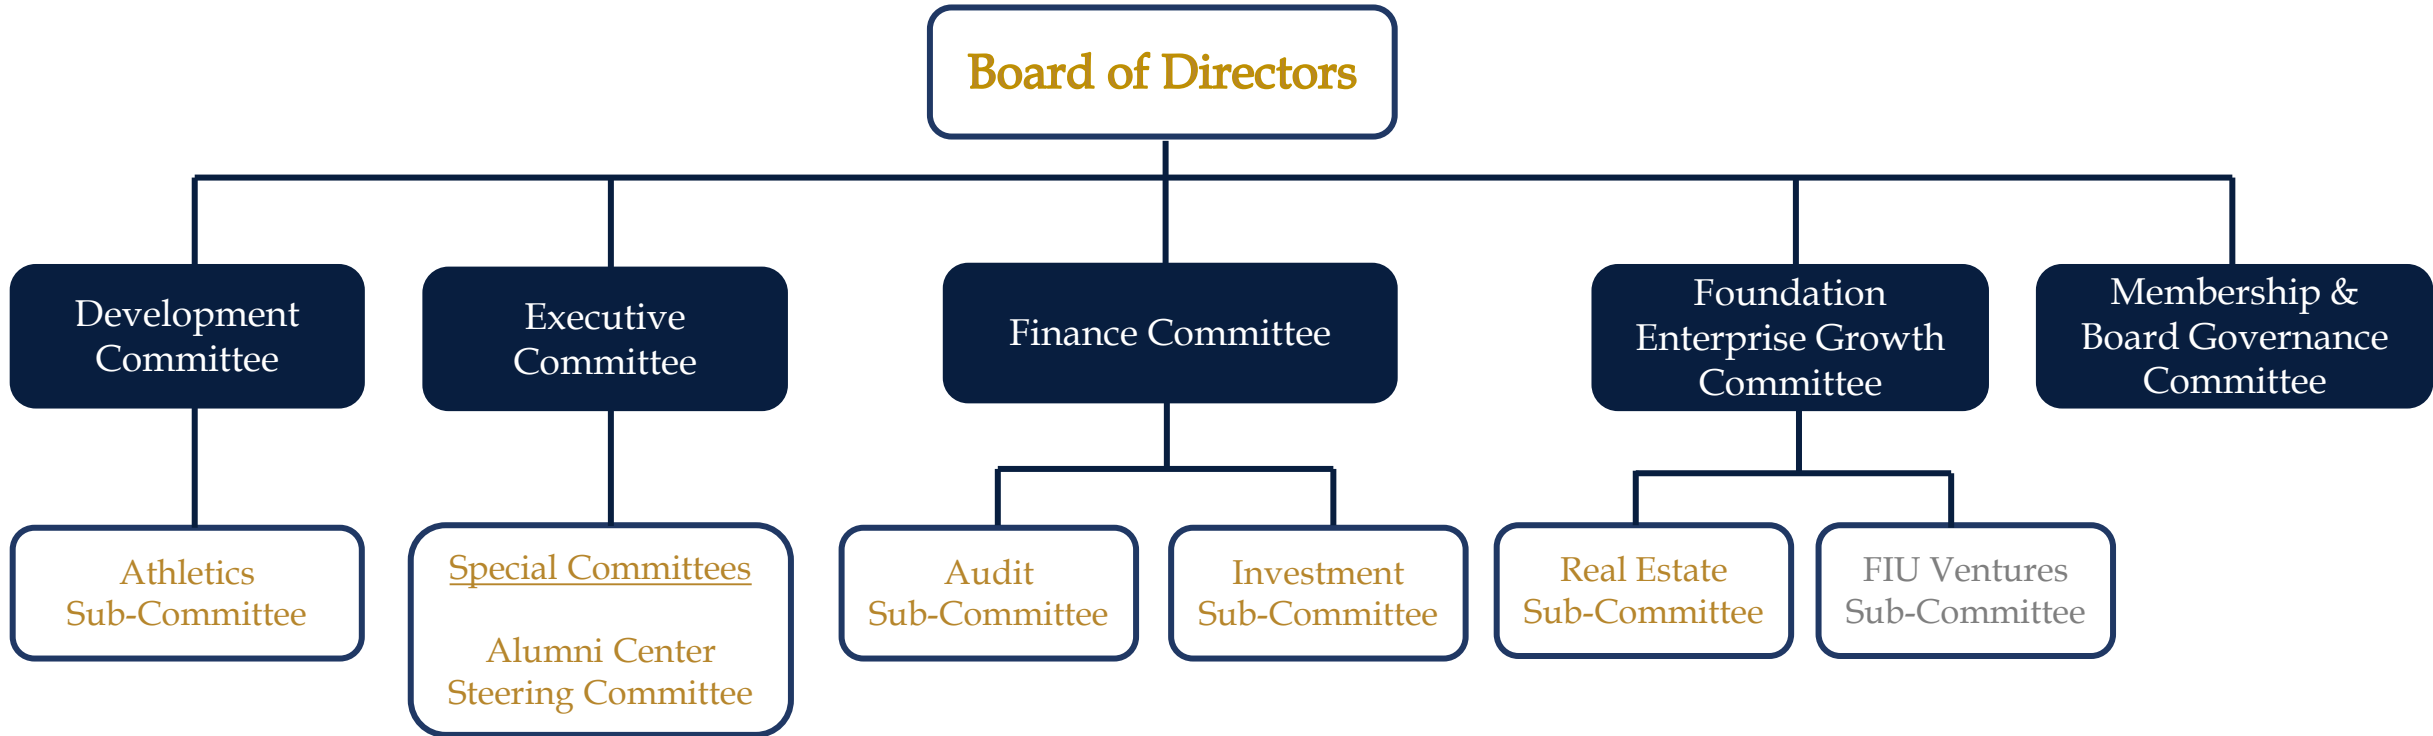 Board of Directors
Development
Committee
Executive
Committee
Finance Committee
Foundation
Enterprise Growth
Committee
Membership &
Board Governance
Committee
Athletics
Sub-Committee
Special Committees
Alumni Center
Steering Committee
Audit
Sub-Committee
Investment
Sub-Committee
Real Estate
Sub-Committee
FIU Ventures
Sub-Committee